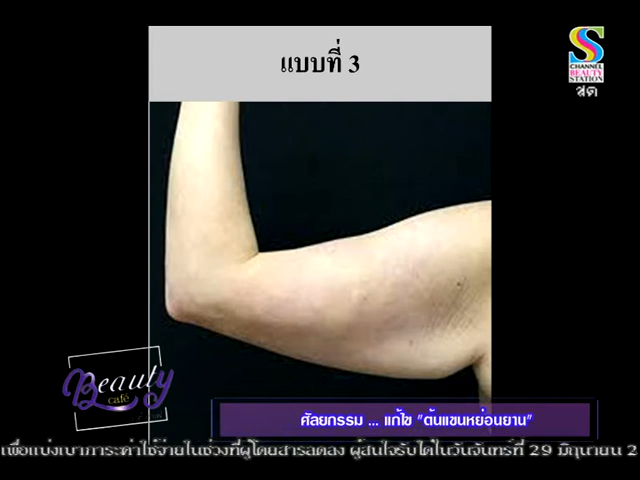 แบบที่ 3
S
CHANNEL
BEAUTY
STATION
สด
Beauty
café
ศัลยกรรม ... แก้ไข "ต้นแขนหย่อนยาน"
เพื่อแบ่งเบาภาระค่าใช้จ่ายในช่วงที่ผู้โดยสารลดลง ผู้สนใจรับได้ในวันจันทร์ที่ 29 มิถุนายน 2